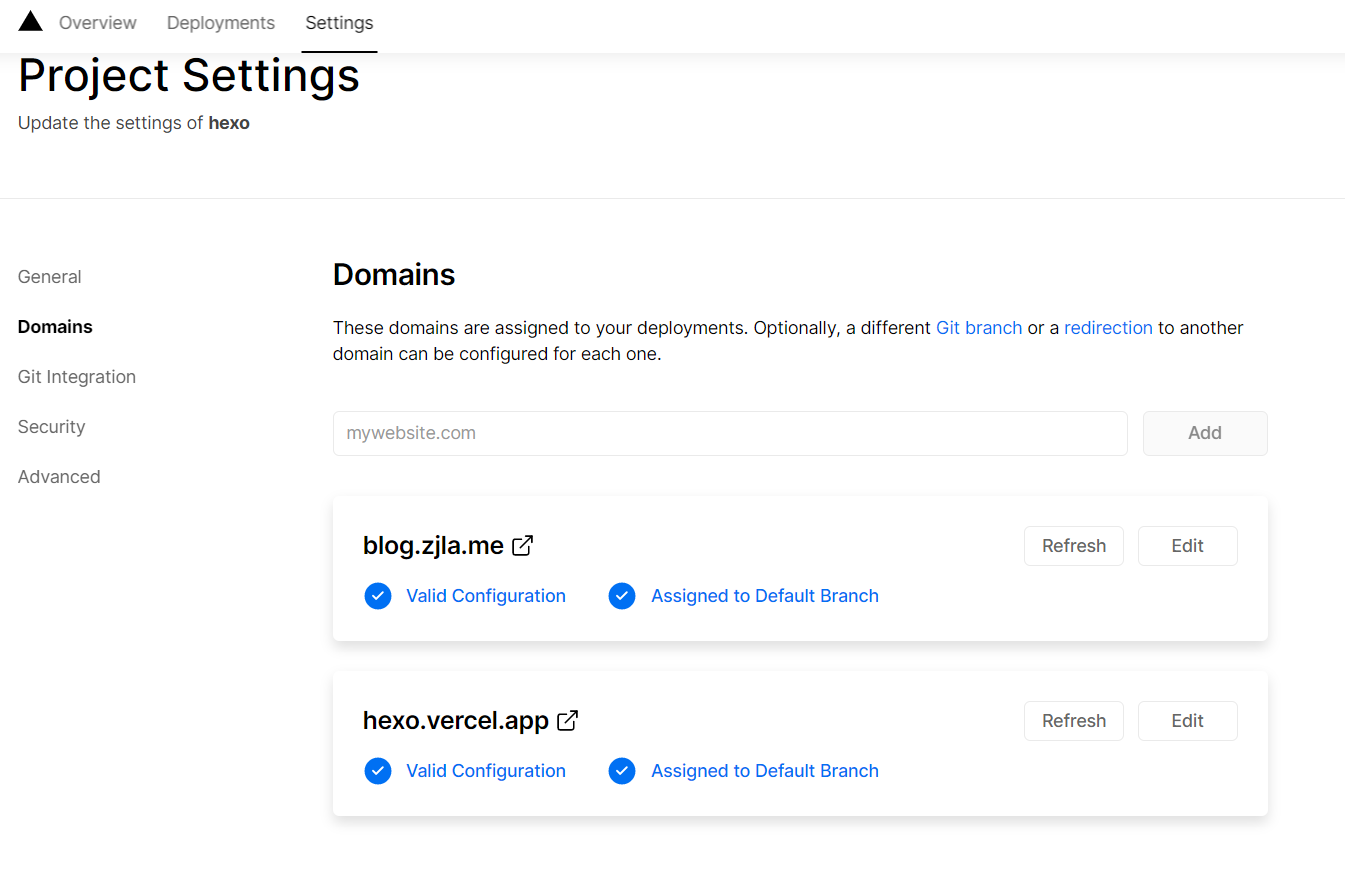 Overview Deployments Settings
Project Settings
Update the settings of hexo
General
Domains
Git Integration
Security
Advanced
Domains
These domains are assigned to your deployments. Optionally, a different Git branch or a redirection to another
domain can be configured for each one.
mywebsite.com Add
blog.zjla.me Refresh Edit
Valid Configuration Assigned to Default Branch
hexo.vercel.app Refresh Edit
Valid Configuration Assigned to Default Branch